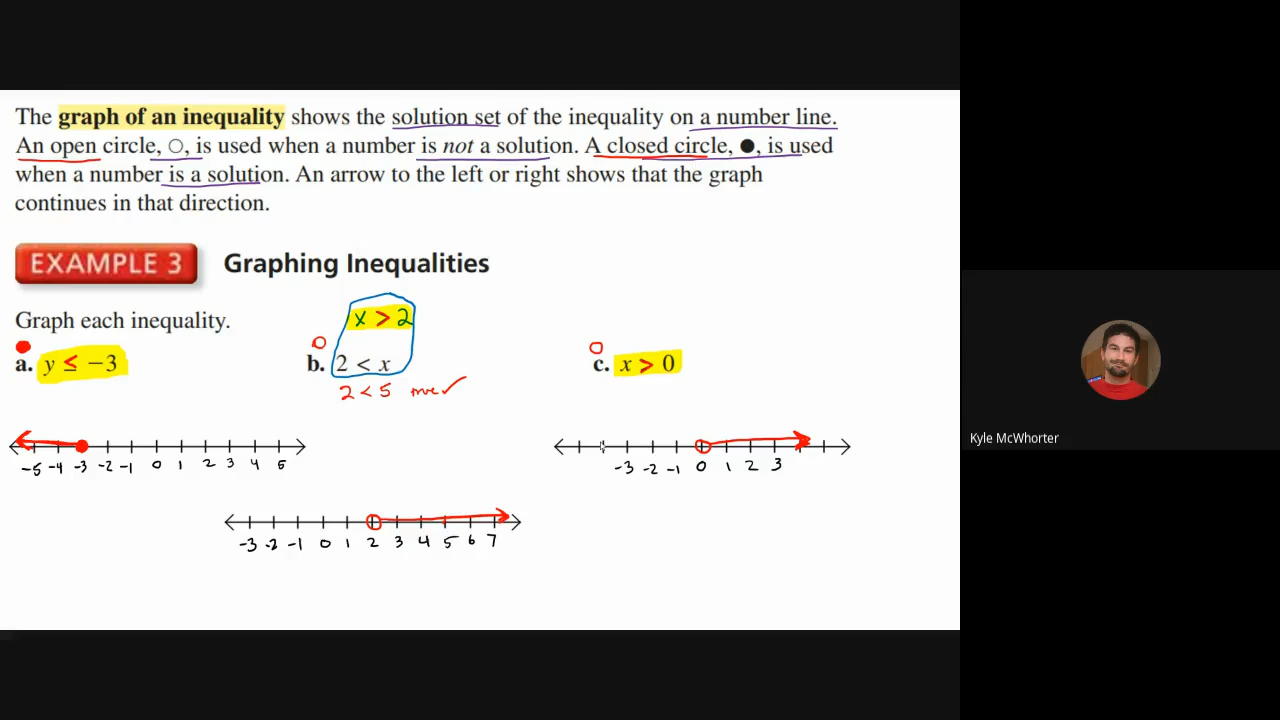 The graph of an inequality shows the solution set of the inequality on a number line.
An open circle, ○, is used when a number is not a solution. A closed circle, ●, is used
when a number is a solution. An arrow to the left or right shows that the graph
continues in that direction.
EXAMPLE 3 Graphing Inequalities
Graph each inequality.
x > 2
a. y ≤ −3
b. 2 < x
c. x > 0
2 < 5 true ✓
-5 -4 -3 -2 -1 0 1 2 3 4 5
-3 -2 -1 0 1 2 3
-3 -2 -1 0 1 2 3 4 5 6 7
Kyle McWhorter